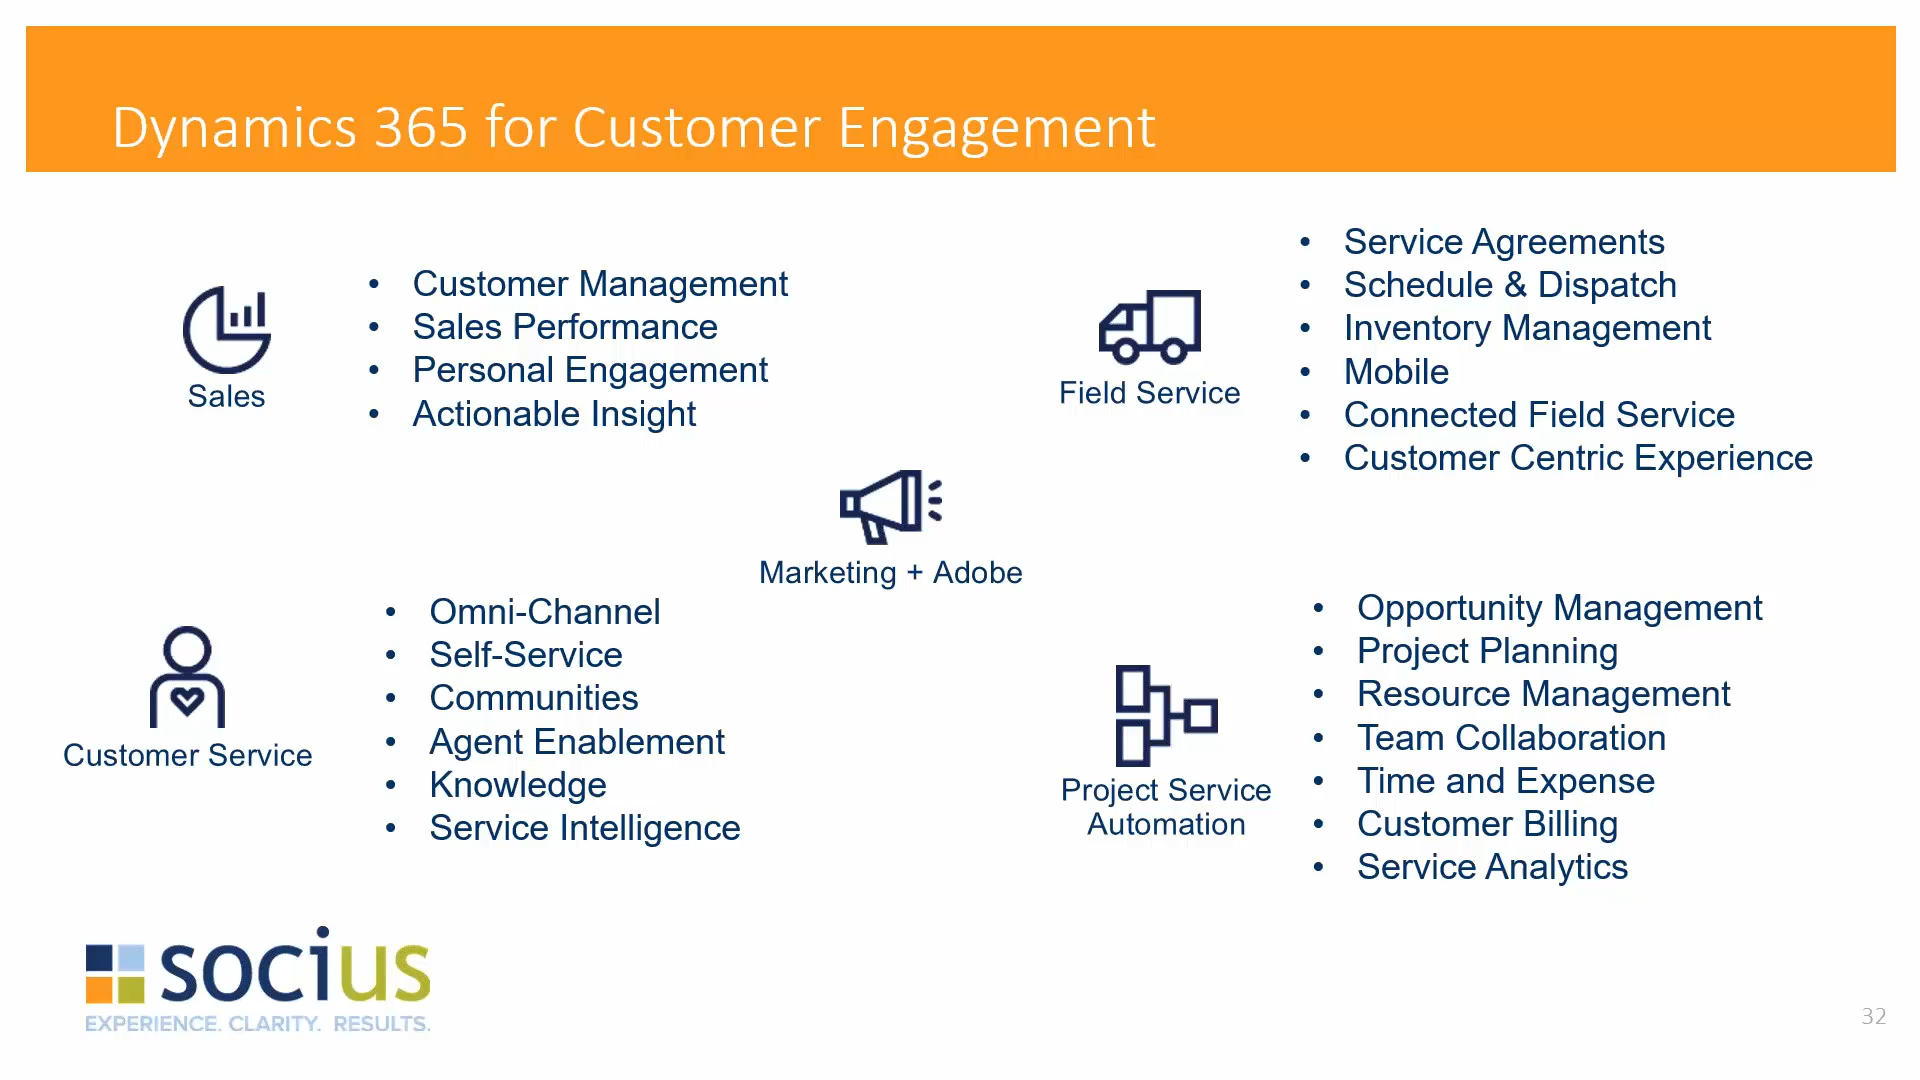 Dynamics 365 for Customer Engagement
Sales
• Customer Management
• Sales Performance
• Personal Engagement
• Actionable Insight
Field Service
• Service Agreements
• Schedule & Dispatch
• Inventory Management
• Mobile
• Connected Field Service
• Customer Centric Experience
Marketing + Adobe
Customer Service
• Omni-Channel
• Self-Service
• Communities
• Agent Enablement
• Knowledge
• Service Intelligence
Project Service
Automation
• Opportunity Management
• Project Planning
• Resource Management
• Team Collaboration
• Time and Expense
• Customer Billing
• Service Analytics
socius
EXPERIENCE. CLARITY. RESULTS.
32